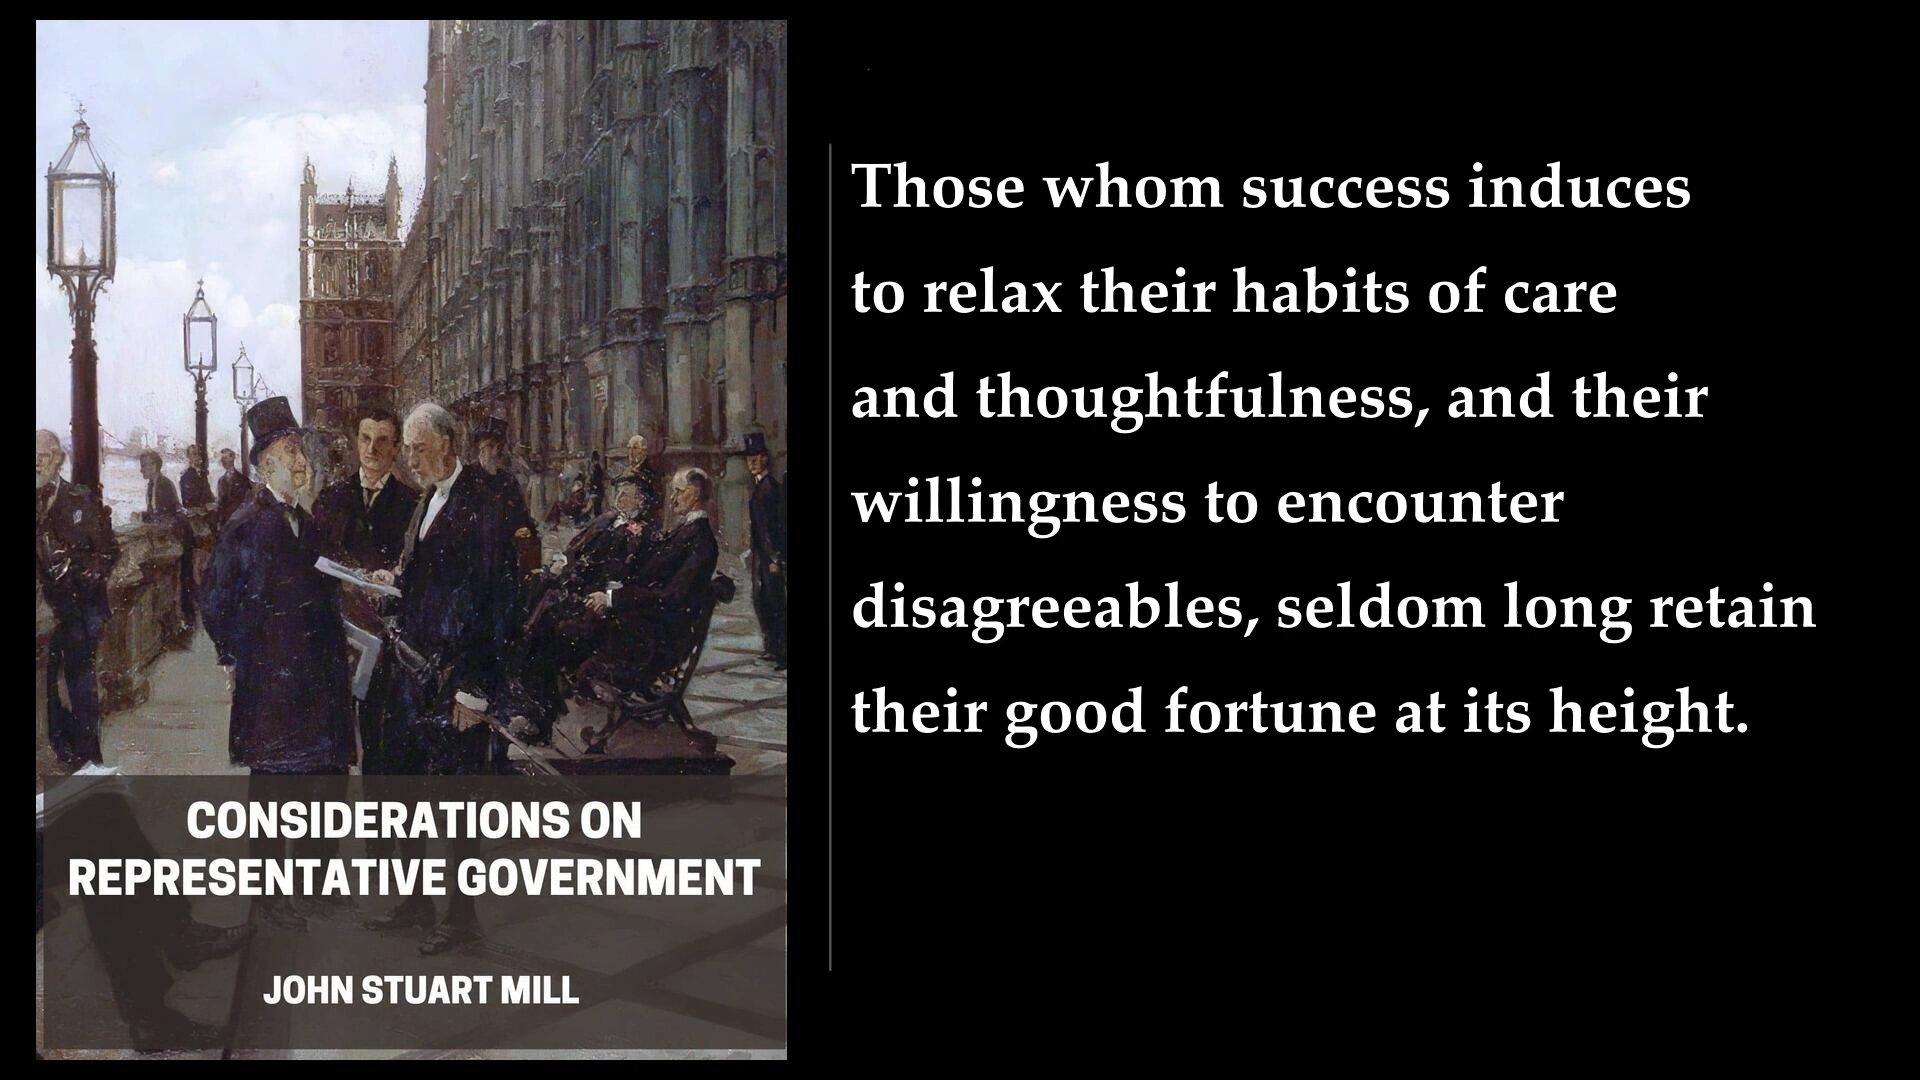 CONSIDERATIONS ON
REPRESENTATIVE GOVERNMENT
JOHN STUART MILL
Those whom success induces
to relax their habits of care
and thoughtfulness, and their
willingness to encounter
disagreeables, seldom long retain
their good fortune at its height.